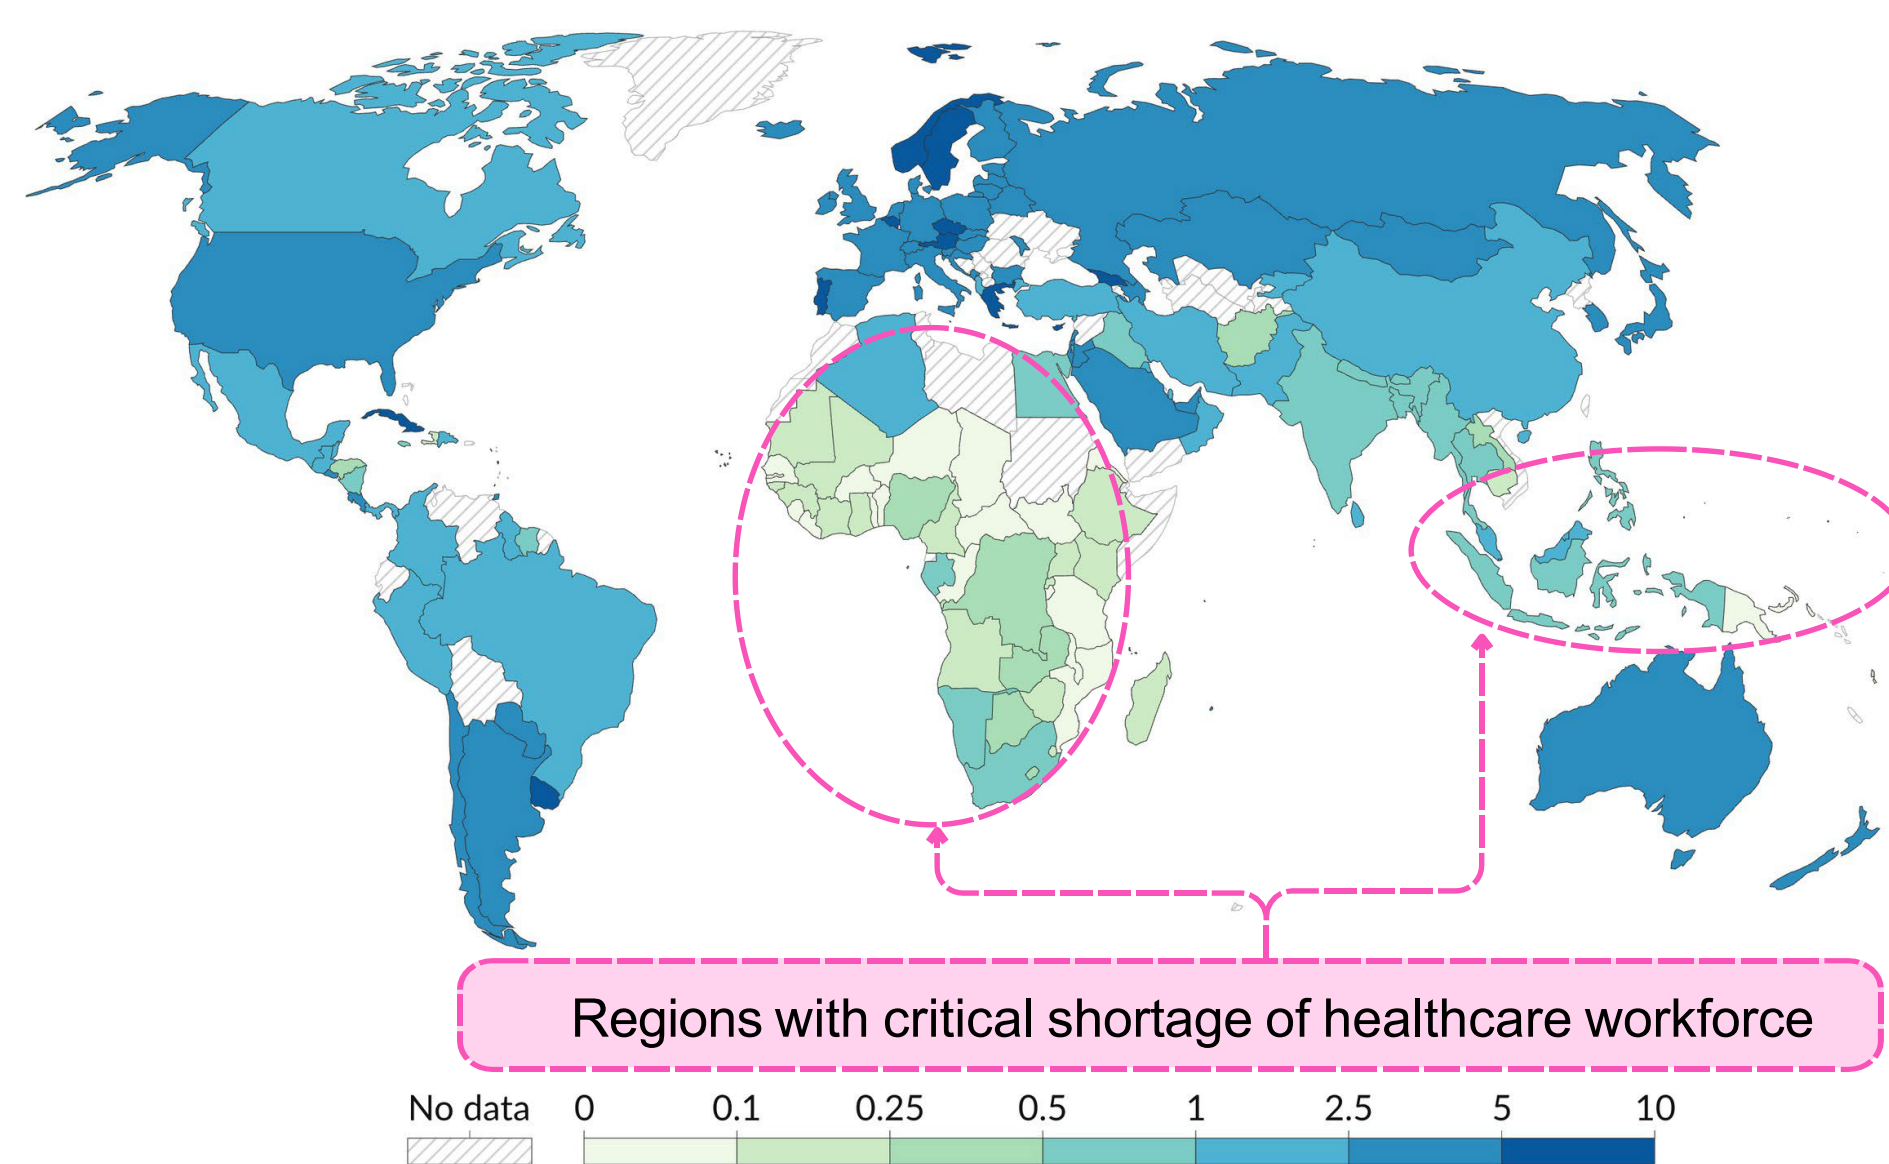 Regions with critical shortage of healthcare workforce
No data 0 0.1 0.25 0.5 1 2.5 5 10